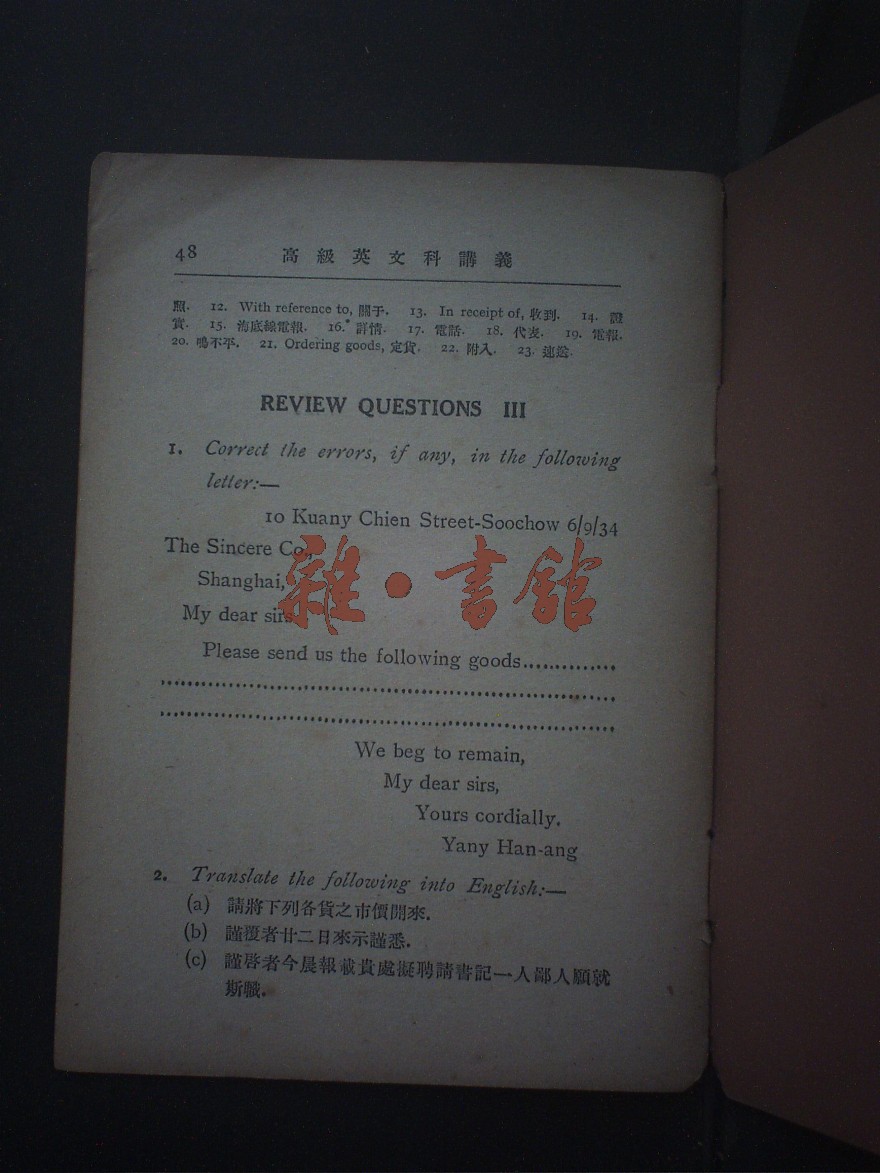 48 高級英文科講義
照. 12. With reference to, 關于. 13. In receipt of, 收到. 14. 證
實. 15. 海底線電報. 16. 詳情. 17. 電話. 18. 代表. 19. 電報.
20. 鳴不平. 21. Ordering goods, 定貨. 22. 附入. 23. 速送.
REVIEW QUESTIONS III
1. Correct the errors, if any, in the following
letter:—
10 Kuany Chien Street-Soochow 6/9/34
The Sincere Co.,
Shanghai,
雜·書館
My dear sirs
Please send us the following goods..............
................................................................
................................................................
We beg to remain,
My dear sirs,
Yours cordially.
Yany Han-ang
2. Translate the following into English:—
(a) 請將下列各貨之市價開來.
(b) 謹覆者廿二日來示謹悉.
(c) 謹啓者今晨報載貴處擬聘請書記一人鄙人願就
斯職.